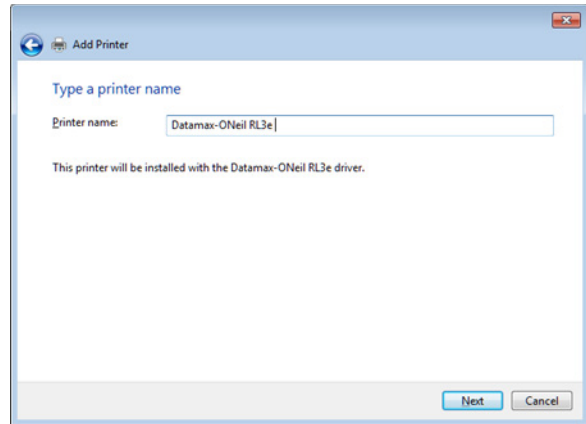 Add Printer
Type a printer name
Printer name: Datamax-ONeil RL3e
This printer will be installed with the Datamax-ONeil RL3e driver.
Next Cancel